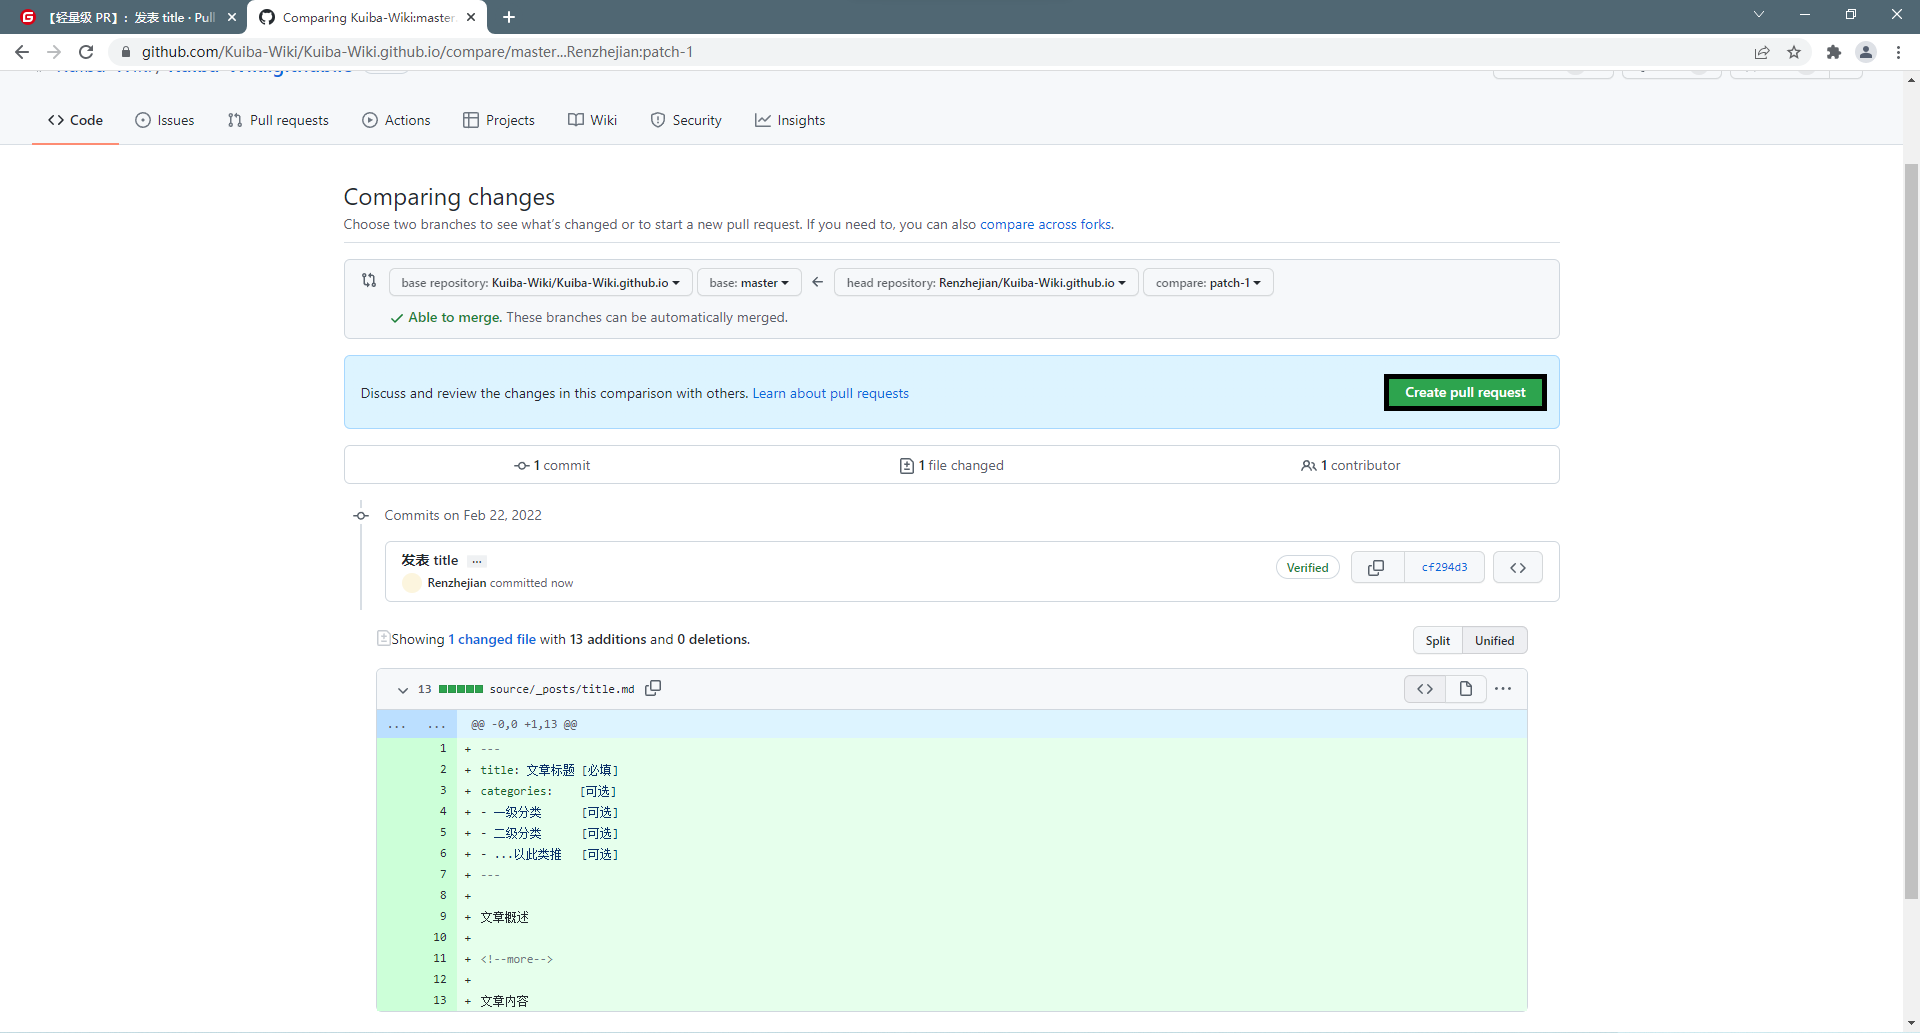 【轻量级 PR】：发表 title · Pull
Comparing Kuiba-Wiki:master
github.com/Kuiba-Wiki/Kuiba-Wiki.github.io/compare/master...Renzhejian:patch-1
Code Issues Pull requests Actions Projects Wiki Security Insights
Comparing changes
Choose two branches to see what's changed or to start a new pull request. If you need to, you can also compare across forks.
base repository: Kuiba-Wiki/Kuiba-Wiki.github.io base: master head repository: Renzhejian/Kuiba-Wiki.github.io compare: patch-1
Able to merge. These branches can be automatically merged.
Discuss and review the changes in this comparison with others. Learn about pull requests
Create pull request
1 commit 1 file changed 1 contributor
Commits on Feb 22, 2022
发表 title ...
Renzhejian committed now
Verified cf294d3
Showing 1 changed file with 13 additions and 0 deletions.
Split Unified
13 source/_posts/title.md
... ... @@ -0,0 +1,13 @@
1 + ---
2 + title: 文章标题 [必填]
3 + categories: [可选]
4 + - 一级分类 [可选]
5 + - 二级分类 [可选]
6 + - ...以此类推 [可选]
7 + ---
8 +
9 + 文章概述
10 +
11 + <!--more-->
12 +
13 + 文章内容